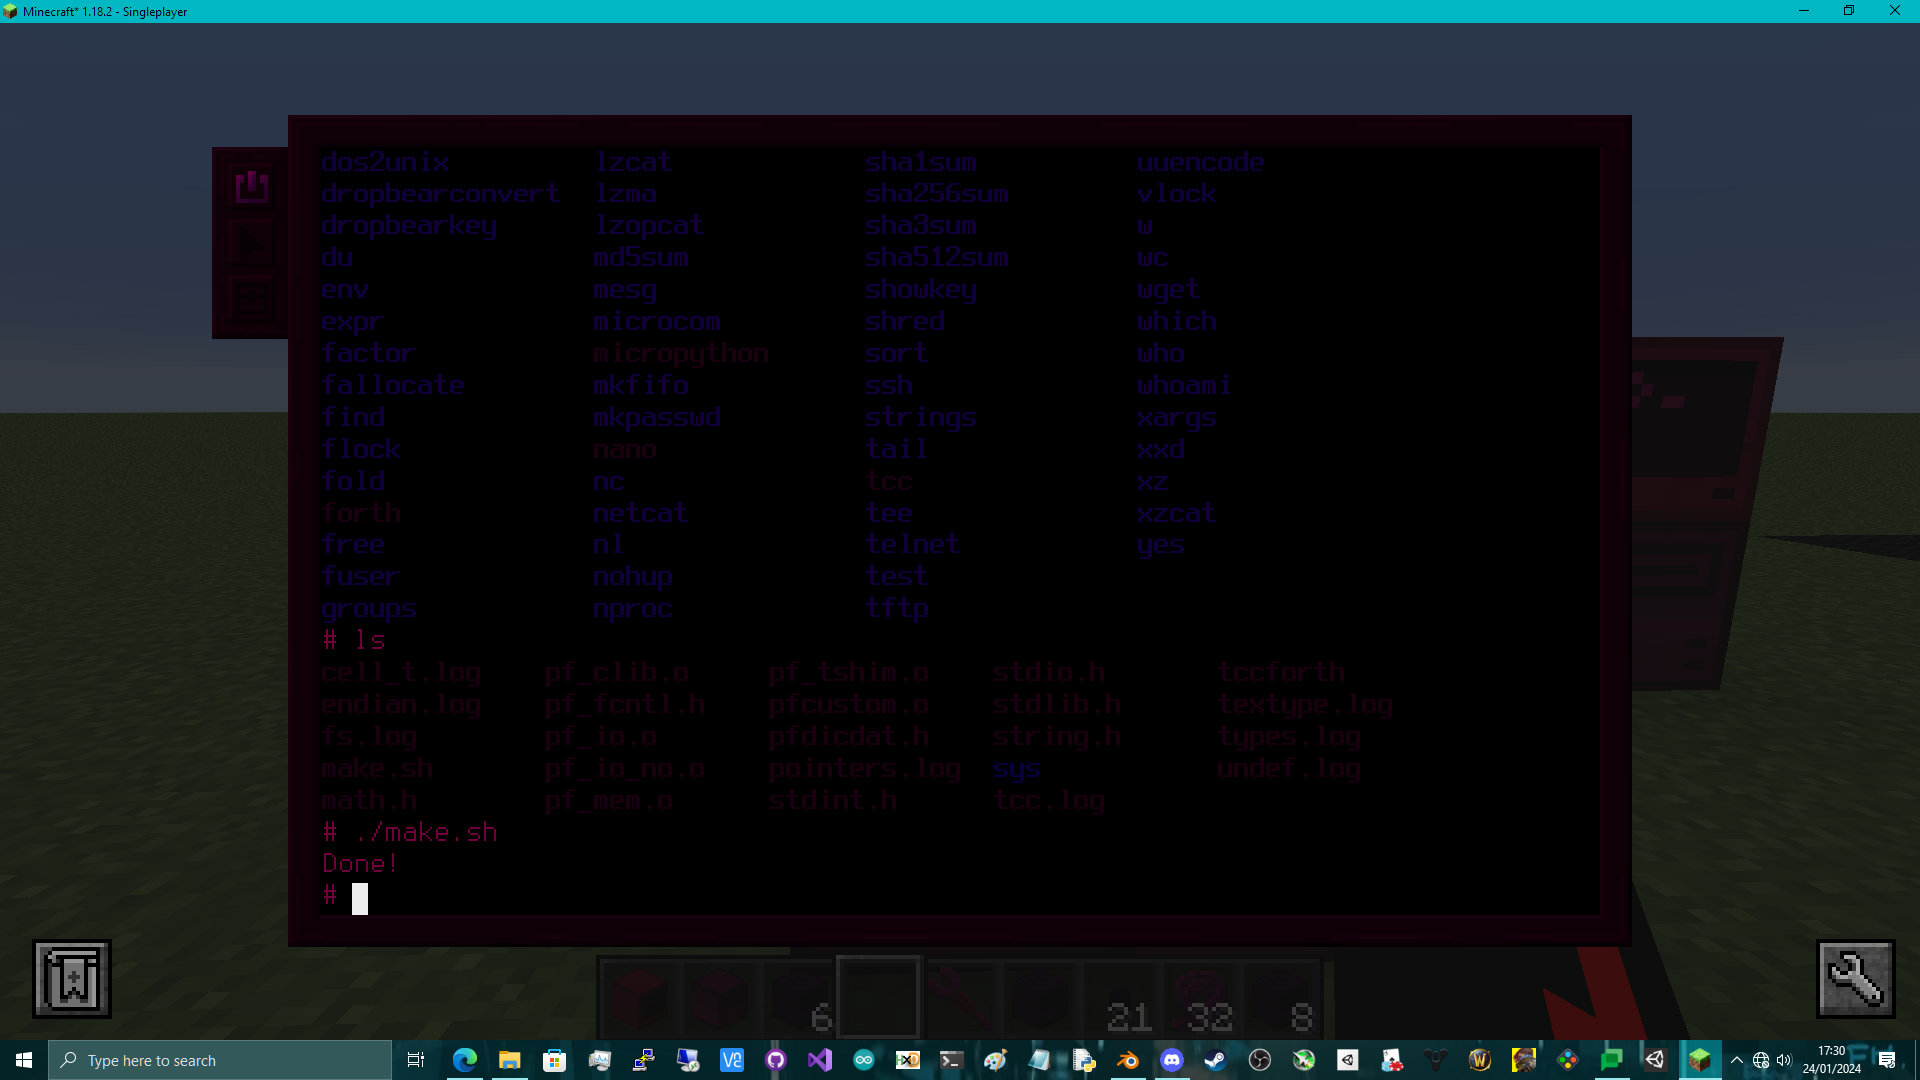 Minecraft* 1.18.2 - Singleplayer
dos2unix lzcat sha1sum uuencode
dropbearconvert lzma sha256sum vlock
dropbearkey lzopcat sha3sum w
du md5sum sha512sum wc
env mesg showkey wget
expr microcom shred which
factor micropython sort who
fallocate mkfifo ssh whoami
find mkpasswd strings xargs
flock nano tail xxd
fold nc tcc xz
forth netcat tee xzcat
free nl telnet yes
fuser nohup test
groups nproc tftp
# ls
cell_t.log pf_clib.o pf_tshim.o stdio.h tccforth
endian.log pf_fcntl.h pfcustom.o stdlib.h textype.log
fs.log pf_io.o pfdicdat.h string.h types.log
make.sh pf_io_no.o pointers.log sys undef.log
math.h pf_mem.o stdint.h tcc.log
# ./make.sh
Done!
#
6 21 32 8
Type here to search
17:30
24/01/2024